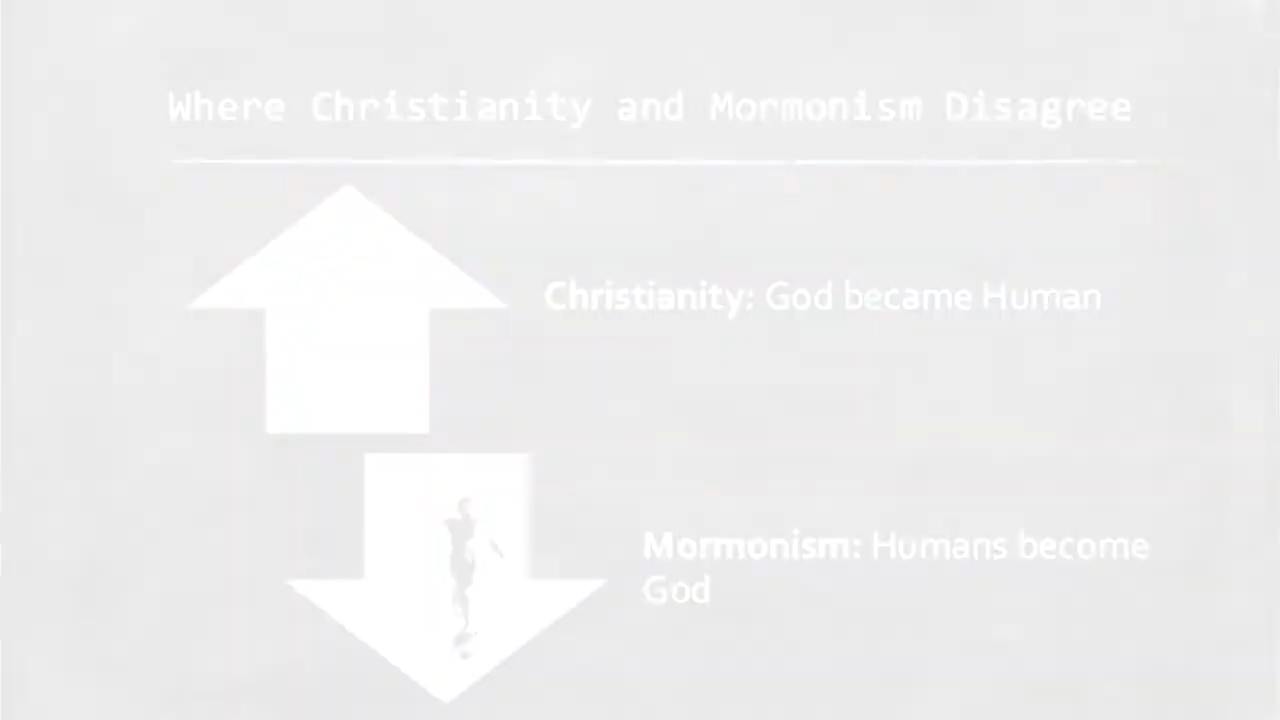 Where Christianity and Mormonism Disagree
Christianity: God became Human
Mormonism: Humans become
God